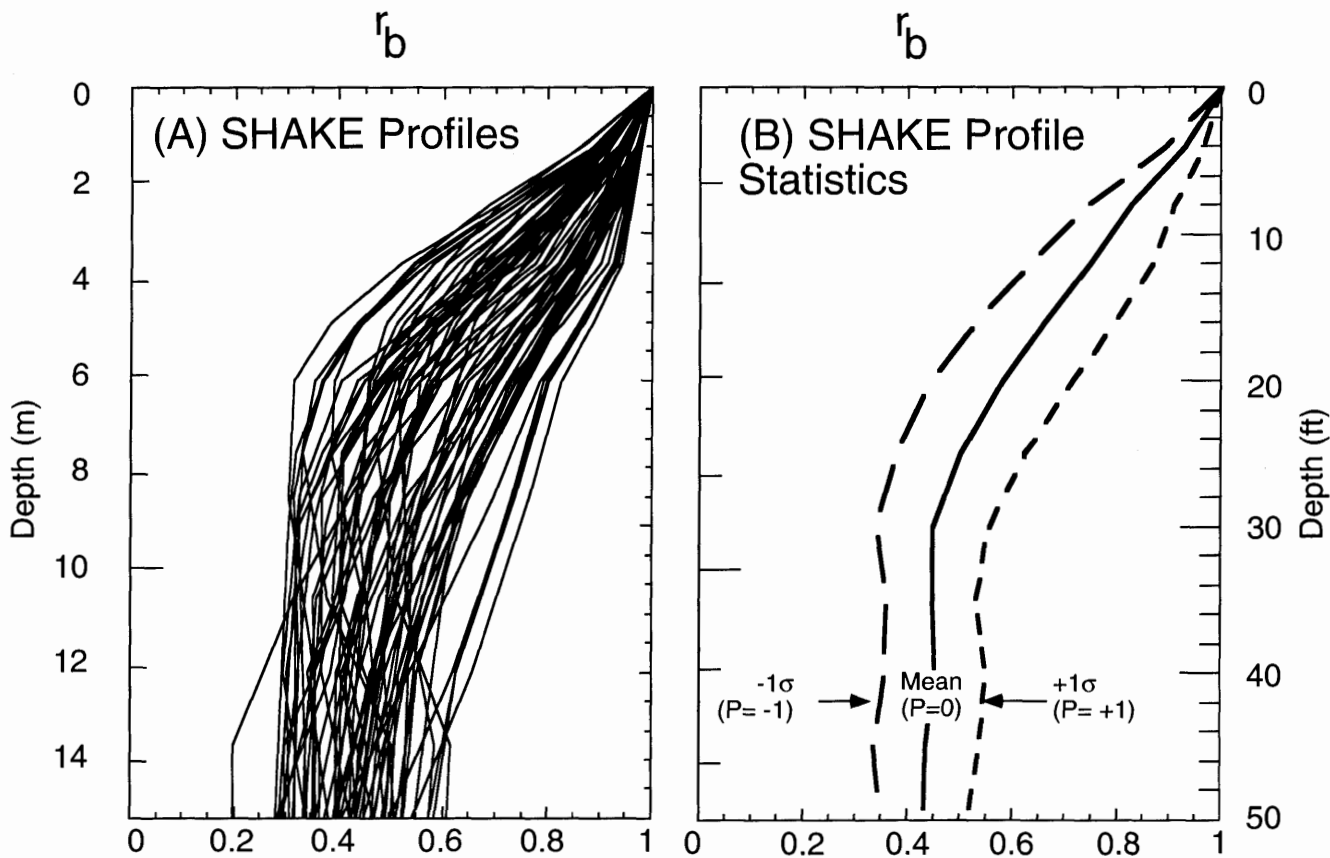 r_b
r_b
0
2
4
6
8
10
12
14
Depth (m)
(A) SHAKE Profiles
0
0.2
0.4
0.6
0.8
1
(B) SHAKE Profile
Statistics
-1σ
(P= -1)
Mean
(P=0)
+1σ
(P= +1)
0
10
20
30
40
50
Depth (ft)
0
0.2
0.4
0.6
0.8
1